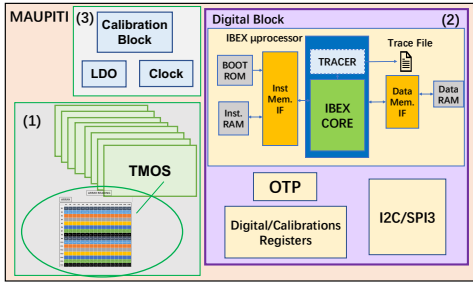 MAUPITI
(3)
Calibration
Block
LDO
Clock
(1)
TMOS
Digital Block
(2)
IBEX µprocessor
Trace File
BOOT
ROM
TRACER
Inst
Mem.
IF
Inst.
RAM
IBEX
CORE
Data
Mem.
IF
Data
RAM
OTP
Digital/Calibrations
Registers
I2C/SPI3